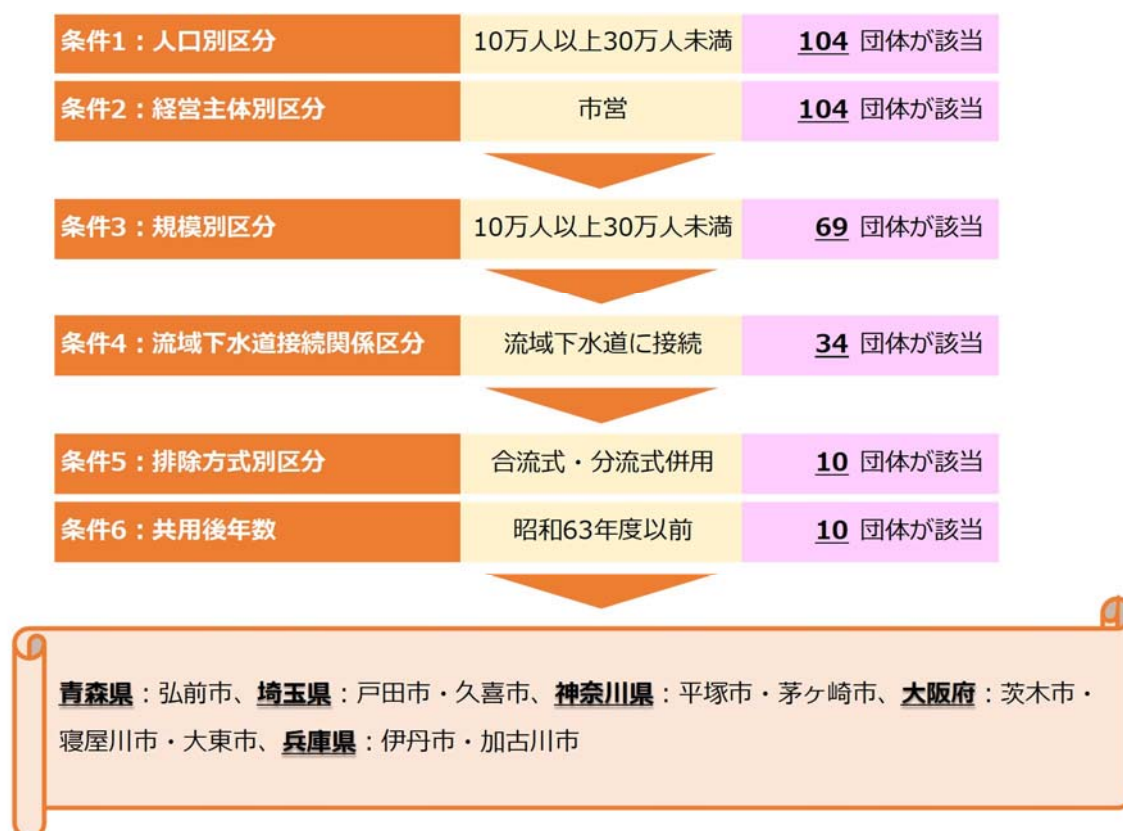 条件1：人口別区分 10万人以上30万人未満 104 団体が該当
条件2：経営主体別区分 市営 104 団体が該当
条件3：規模別区分 10万人以上30万人未満 69 団体が該当
条件4：流域下水道接続関係区分 流域下水道に接続 34 団体が該当
条件5：排除方式別区分 合流式・分流式併用 10 団体が該当
条件6：共用後年数 昭和63年度以前 10 団体が該当
青森県：弘前市、埼玉県：戸田市・久喜市、神奈川県：平塚市・茅ヶ崎市、大阪府：茨木市・
寝屋川市・大東市、兵庫県：伊丹市・加古川市